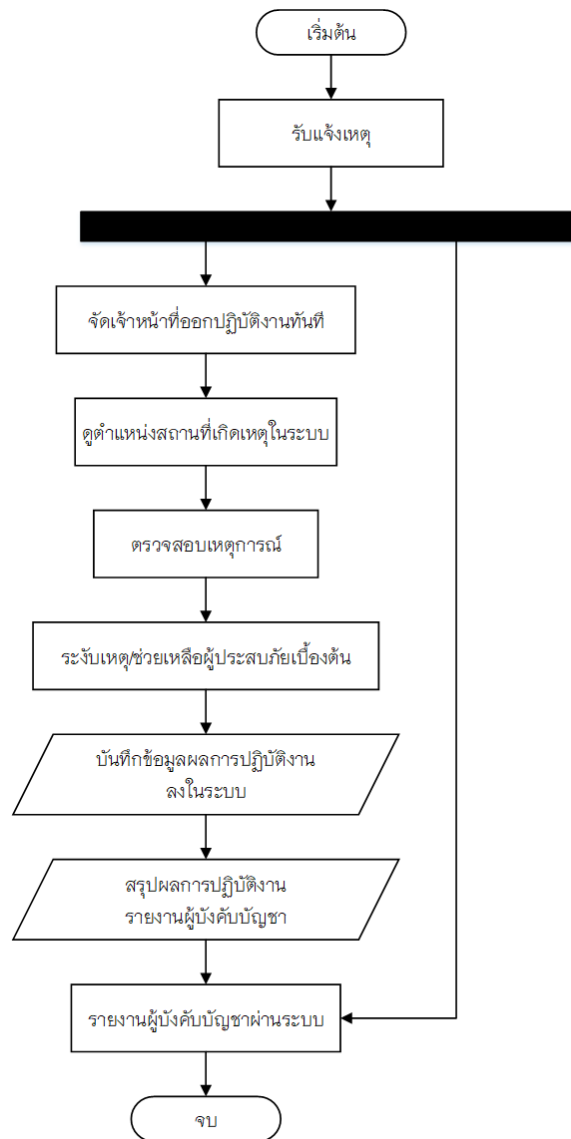 เริ่มต้น
รับแจ้งเหตุ
จัดเจ้าหน้าที่ออกปฏิบัติงานทันที
ดูตำแหน่งสถานที่เกิดเหตุในระบบ
ตรวจสอบเหตุการณ์
ระงับเหตุ/ช่วยเหลือผู้ประสบภัยเบื้องต้น
บันทึกข้อมูลผลการปฏิบัติงาน
ลงในระบบ
สรุปผลการปฏิบัติงาน
รายงานผู้บังคับบัญชา
รายงานผู้บังคับบัญชาผ่านระบบ
จบ